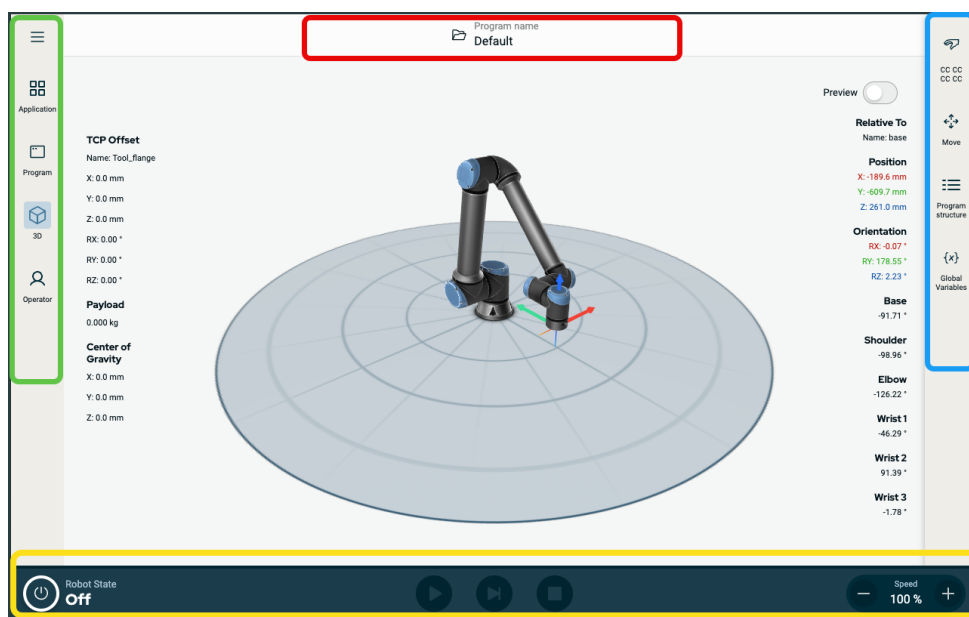 Program name
Default
Application
Program
3D
Operator
TCP Offset
Name: Tool_flange
X: 0.0 mm
Y: 0.0 mm
Z: 0.0 mm
RX: 0.00 °
RY: 0.00 °
RZ: 0.00 °
Payload
0.000 kg
Center of
Gravity
X: 0.0 mm
Y: 0.0 mm
Z: 0.0 mm
Preview
Relative To
Name: base
Position
X: -189.6 mm
Y: -609.7 mm
Z: 261.0 mm
Orientation
RX: -0.07 °
RY: 178.55 °
RZ: 2.23 °
Base
-91.71 °
Shoulder
-98.96 °
Elbow
-126.22 °
Wrist 1
-46.29 °
Wrist 2
91.39 °
Wrist 3
-1.78 °
CC CC
CC CC
Move
Program
structure
{x}
Global
Variables
Robot State
Off
Speed
100 %